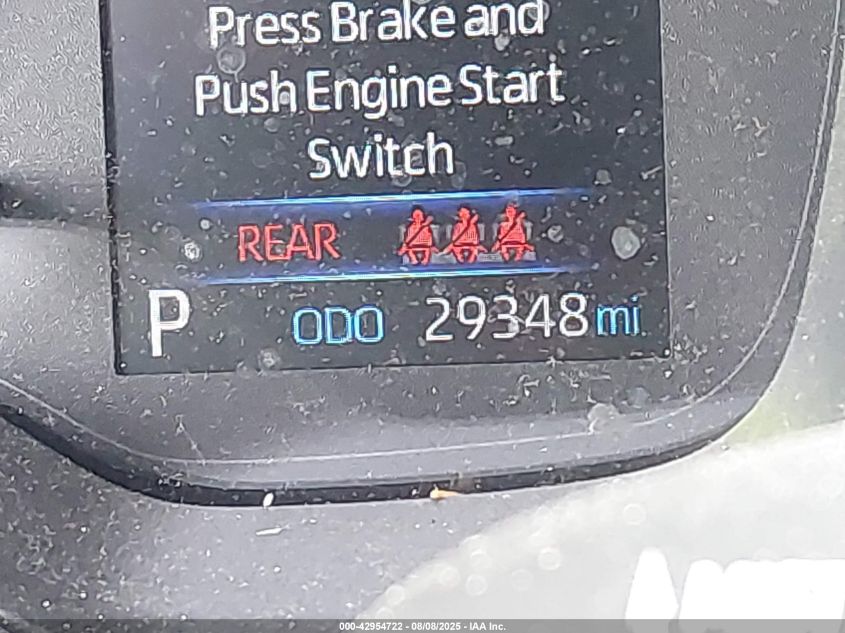 Press Brake and
Push Engine Start
Switch
REAR
P ODO 29348 mi
000-42954722 - 08/08/2025 - IAA Inc.